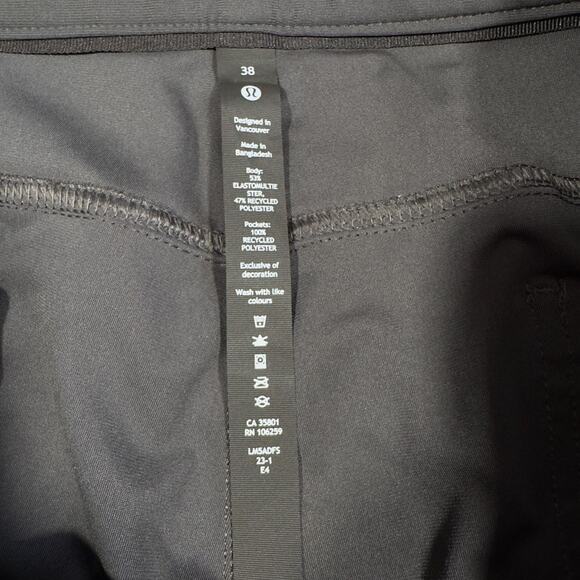 38
Designed in
Vancouver
Made in
Bangladesh
Body:
53%
ELASTOMULTIE
STER,
47% RECYCLED
POLYESTER
Pockets:
100%
RECYCLED
POLYESTER
Exclusive of
decoration
Wash with like
colours
CA 35801
RN 106259
LM5ADFS
23-1
E4